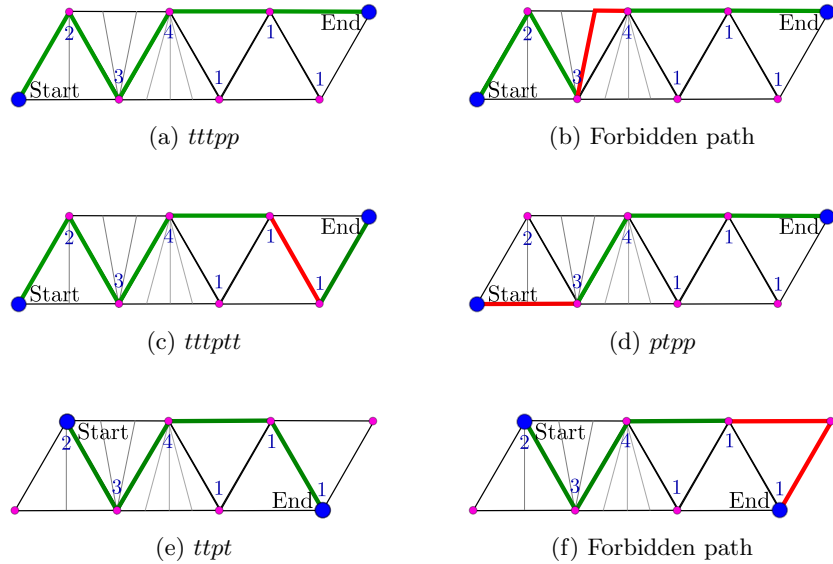 End End
2 4 1 2 4 1
3 1 1 3 1 1
Start Start
(a) tttpp (b) Forbidden path
End End
2 4 1 2 4 1
3 1 1 3 1 1
Start Start
(c) tttptt (d) ptpp
Start Start
2 4 1 2 4 1
3 1 1 3 1 1
End End
(e) ttpt (f) Forbidden path